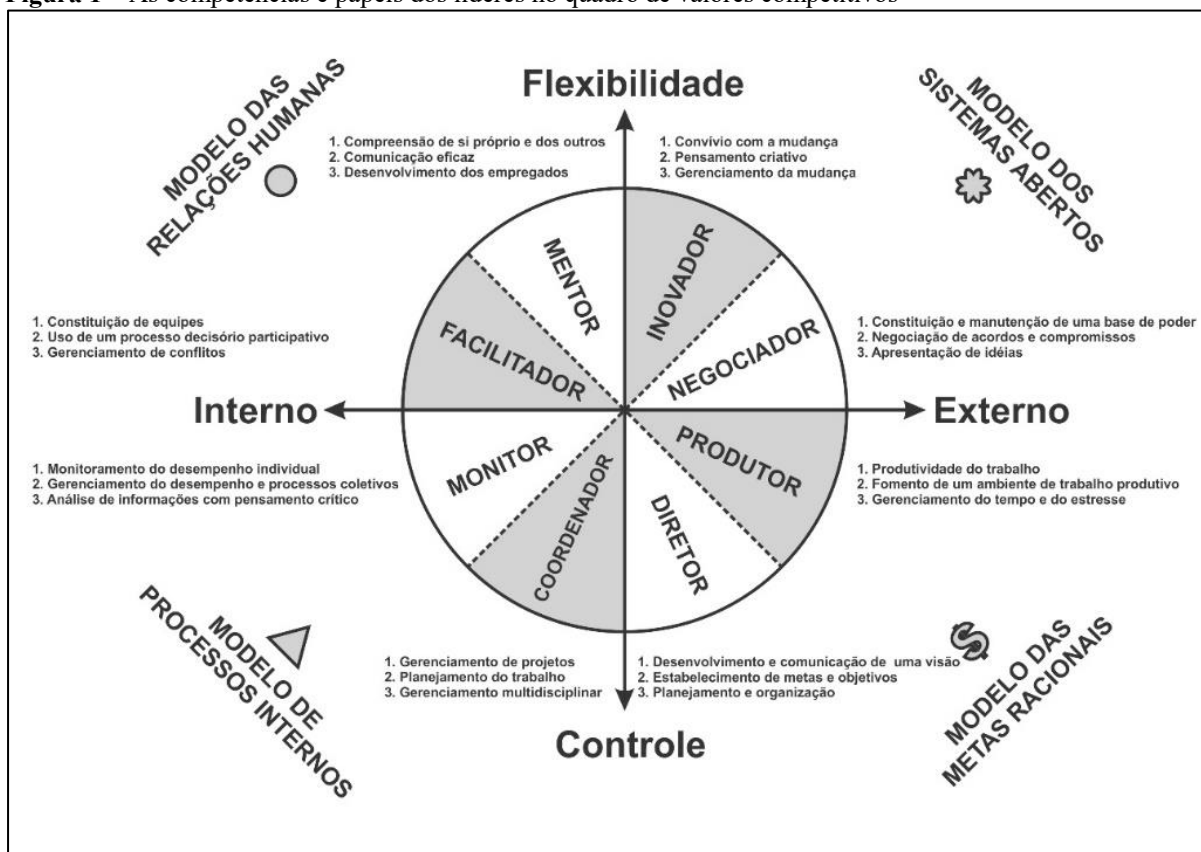 Figura 1 – As competências e papéis dos líderes no quadro de valores competitivos
Flexibilidade
MODELO DAS
RELAÇÕES HUMANAS
MODELO DOS
SISTEMAS ABERTOS
1. Compreensão de si próprio e dos outros
2. Comunicação eficaz
3. Desenvolvimento dos empregados
1. Convívio com a mudança
2. Pensamento criativo
3. Gerenciamento da mudança
MENTOR
INOVADOR
1. Constituição de equipes
2. Uso de um processo decisório participativo
3. Gerenciamento de conflitos
FACILITADOR
NEGOCIADOR
1. Constituição e manutenção de uma base de poder
2. Negociação de acordos e compromissos
3. Apresentação de idéias
Interno
Externo
1. Monitoramento do desempenho individual
2. Gerenciamento do desempenho e processos coletivos
3. Análise de informações com pensamento crítico
MONITOR
PRODUTOR
1. Produtividade do trabalho
2. Fomento de um ambiente de trabalho produtivo
3. Gerenciamento do tempo e do estresse
COORDENADOR
DIRETOR
MODELO DE
PROCESSOS INTERNOS
1. Gerenciamento de projetos
2. Planejamento do trabalho
3. Gerenciamento multidisciplinar
1. Desenvolvimento e comunicação de uma visão
2. Estabelecimento de metas e objetivos
3. Planejamento e organização
MODELO DAS
METAS RACIONAIS
Controle